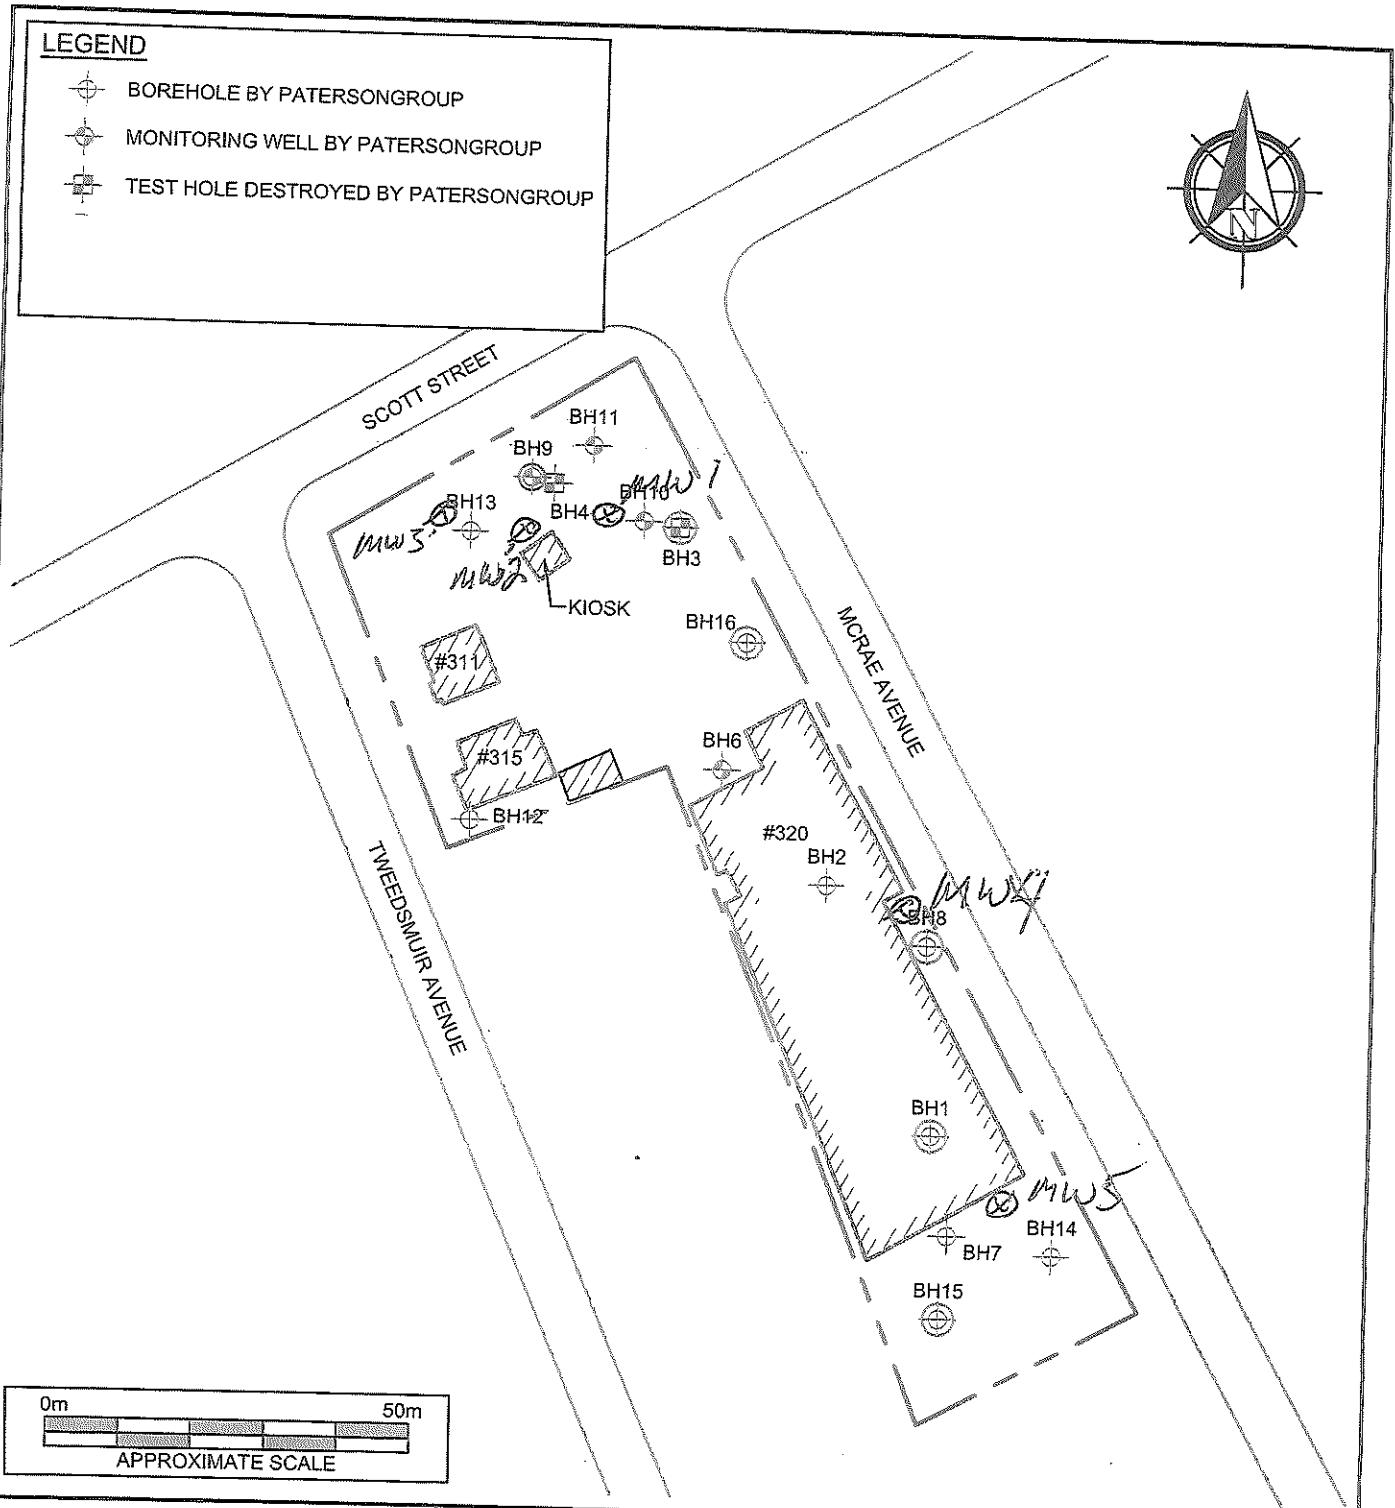 LEGEND
BOREHOLE BY PATERSONGROUP
MONITORING WELL BY PATERSONGROUP
TEST HOLE DESTROYED BY PATERSONGROUP
N
SCOTT STREET
BH11
BH9
MW1
BH10
BH13
BH4
MW3
BH3
MW2
KIOSK
BH16
MCRAE AVENUE
#311
BH6
#315
BH12
#320
BH2
TWEEDSMUIR AVENUE
MW4
BH8
BH1
MW5
BH14
BH7
BH15
0m 50m
APPROXIMATE SCALE